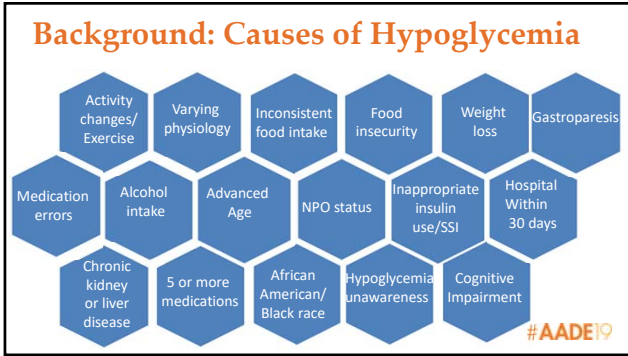 Background: Causes of Hypoglycemia
Activity
changes/
Exercise
Varying
physiology
Inconsistent
food intake
Food
insecurity
Weight
loss
Gastroparesis
Medication
errors
Alcohol
intake
Advanced
Age
NPO status
Inappropriate
insulin
use/SSI
Hospital
Within
30 days
Chronic
kidney
or liver
disease
5 or more
medications
African
American/
Black race
Hypoglycemia
unawareness
Cognitive
Impairment
#AADE19